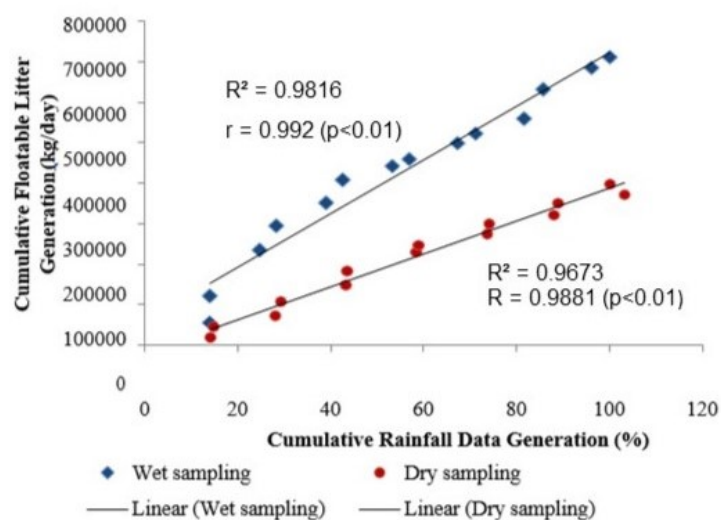 Cumulative Floatable Litter
Generation (kg/day)
800000
700000
600000
500000
400000
300000
200000
100000
0
R² = 0.9816
r = 0.992 (p<0.01)
R² = 0.9673
R = 0.9881 (p<0.01)
0 20 40 60 80 100 120
Cumulative Rainfall Data Generation (%)
Wet sampling Dry sampling
Linear (Wet sampling) Linear (Dry sampling)